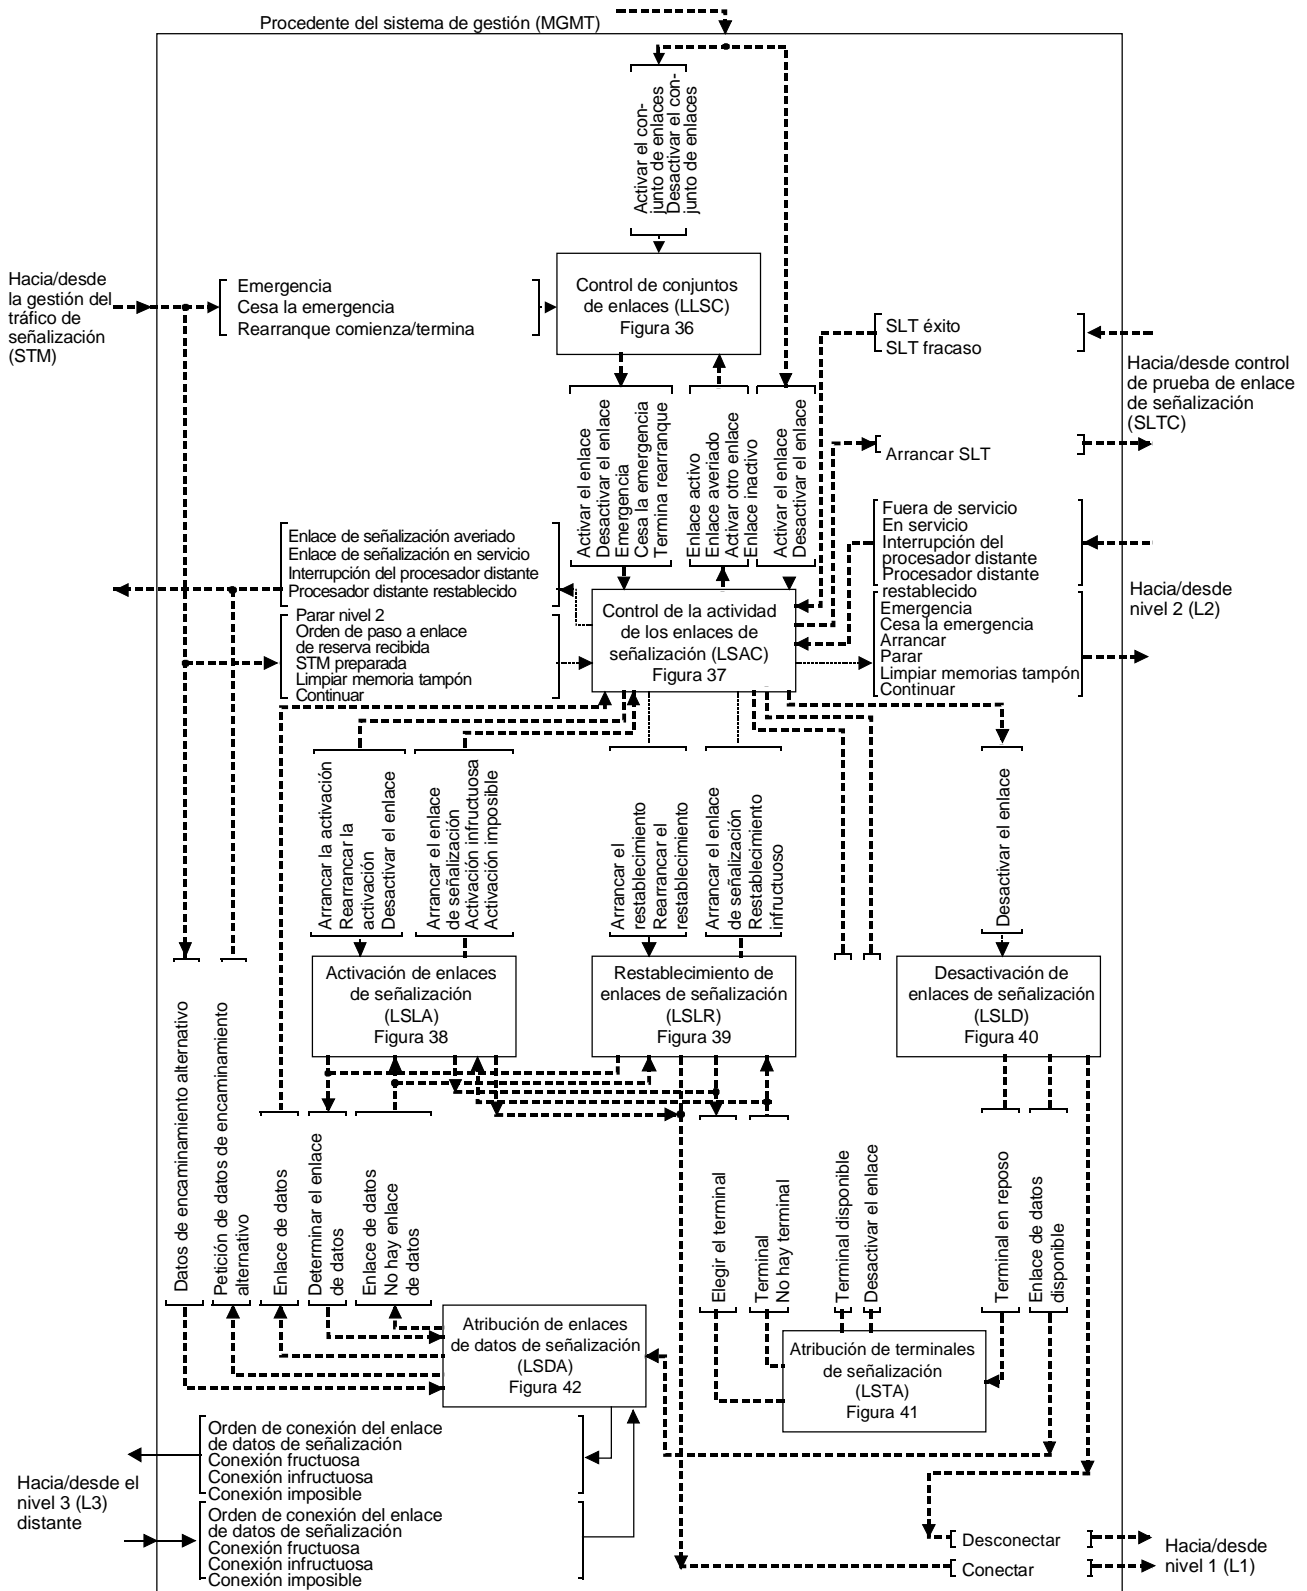 Procedente del sistema de gestión (MGMT)
Activar el con-
junto de enlaces
Desactivar el con-
junto de enlaces
Hacia/desde
la gestión del
tráfico de
señalización
(STM)
Emergencia
Cesa la emergencia
Rearranque comienza/termina
Control de conjuntos
de enlaces (LLSC)
Figura 36
SLT éxito
SLT fracaso
Hacia/desde control
de prueba de enlace
de señalización
(SLTC)
Arrancar SLT
Activar el enlace
Desactivar el enlace
Emergencia
Cesa la emergencia
Termina rearranque
Enlace activo
Enlace averiado
Activar otro enlace
Enlace inactivo
Activar el enlace
Desactivar el enlace
Enlace de señalización averiado
Enlace de señalización en servicio
Interrupción del procesador distante
Procesador distante restablecido
Parar nivel 2
Orden de paso a enlace
de reserva recibida
STM preparada
Limpiar memoria tampón
Continuar
Control de la actividad
de los enlaces de
señalización (LSAC)
Figura 37
Fuera de servicio
En servicio
Interrupción del
procesador distante
Procesador distante
restablecido
Emergencia
Cesa la emergencia
Arrancar
Parar
Limpiar memorias tampón
Continuar
Hacia/desde
nivel 2 (L2)
Arrancar la activación
Rearrancar la
activación
Desactivar el enlace
Arrancar el enlace
de señalización
Activación infructuosa
Activación imposible
Arrancar el
restablecimiento
Rearrancar el
restablecimiento
Arrancar el enlace
de señalización
Restablecimiento
infructuoso
Desactivar el enlace
Activación de enlaces
de señalización
(LSLA)
Figura 38
Restablecimiento de
enlaces de señalización
(LSLR)
Figura 39
Desactivación de
enlaces de señalización
(LSLD)
Figura 40
Datos de encaminamiento alternativo
Petición de datos de encaminamiento
alternativo
Enlace de datos
Determinar el enlace
de datos
Enlace de datos
No hay enlace
de datos
Elegir el terminal
Terminal
No hay terminal
Terminal disponible
Desactivar el enlace
Terminal en reposo
Enlace de datos
disponible
Atribución de enlaces
de datos de señalización
(LSDA)
Figura 42
Atribución de terminales
de señalización
(LSTA)
Figura 41
Orden de conexión del enlace
de datos de señalización
Conexión fructuosa
Conexión infructuosa
Conexión imposible
Hacia/desde el
nivel 3 (L3)
distante
Orden de conexión del enlace
de datos de señalización
Conexión fructuosa
Conexión infructuosa
Conexión imposible
Desconectar
Conectar
Hacia/desde
nivel 1 (L1)